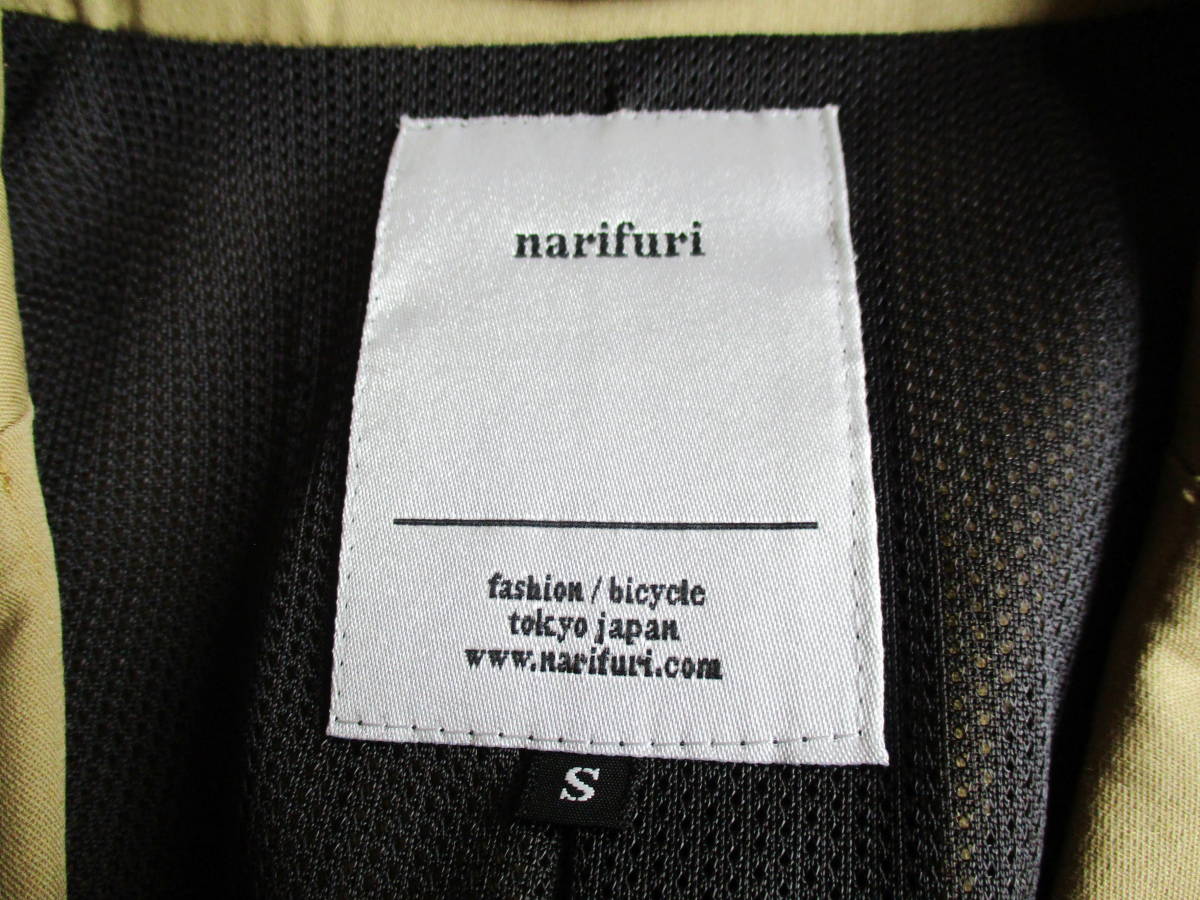 narifuri
fashion / bicycle
tokyo japan
www.narifuri.com
S